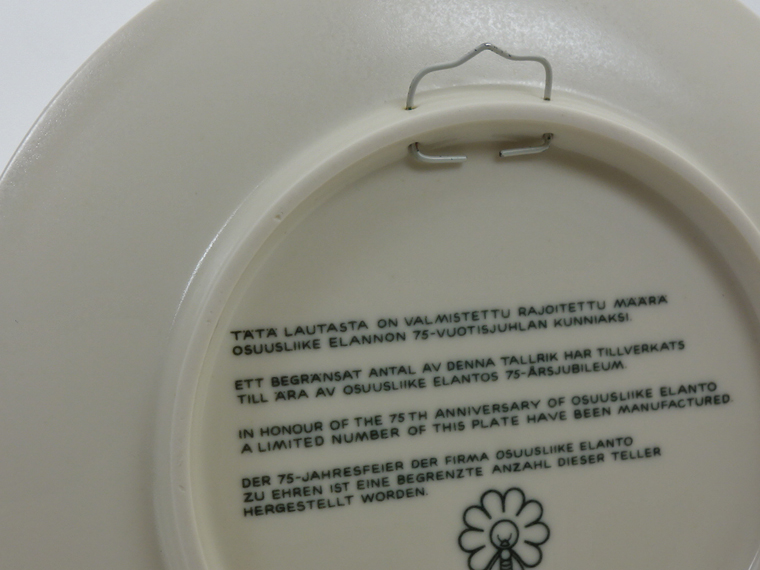 TÄTÄ LAUTASTA ON VALMISTETTU RAJOITETTU MÄÄRÄ
OSUUSLIIKE ELANNON 75-VUOTISJUHLAN KUNNIAKSI.
ETT BEGRÄNSAT ANTAL AV DENNA TALLRIK HAR TILLVERKATS
TILL ÄRA AV OSUUSLIIKE ELANTOS 75-ÅRSJUBILEUM.
IN HONOUR OF THE 75TH ANNIVERSARY OF OSUUSLIIKE ELANTO
A LIMITED NUMBER OF THIS PLATE HAVE BEEN MANUFACTURED.
DER 75-JAHRESFEIER DER FIRMA OSUUSLIIKE ELANTO
ZU EHREN IST EINE BEGRENZTE ANZAHL DIESER TELLER
HERGESTELLT WORDEN.